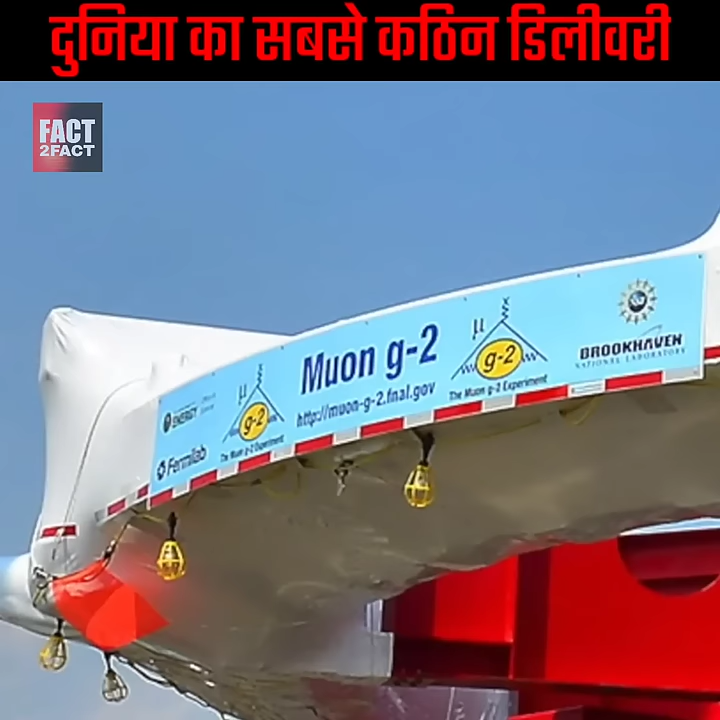 दुनिया का सबसे कठिन डिलीवरी
FACT
2FACT
Muon g-2
http://muon-g-2.fnal.gov
ENERGY
Fermilab
μ
g-2
The Muon g-2 Experiment
μ
g-2
The Muon g-2 Experiment
BROOKHAVEN
NATIONAL LABORATORY